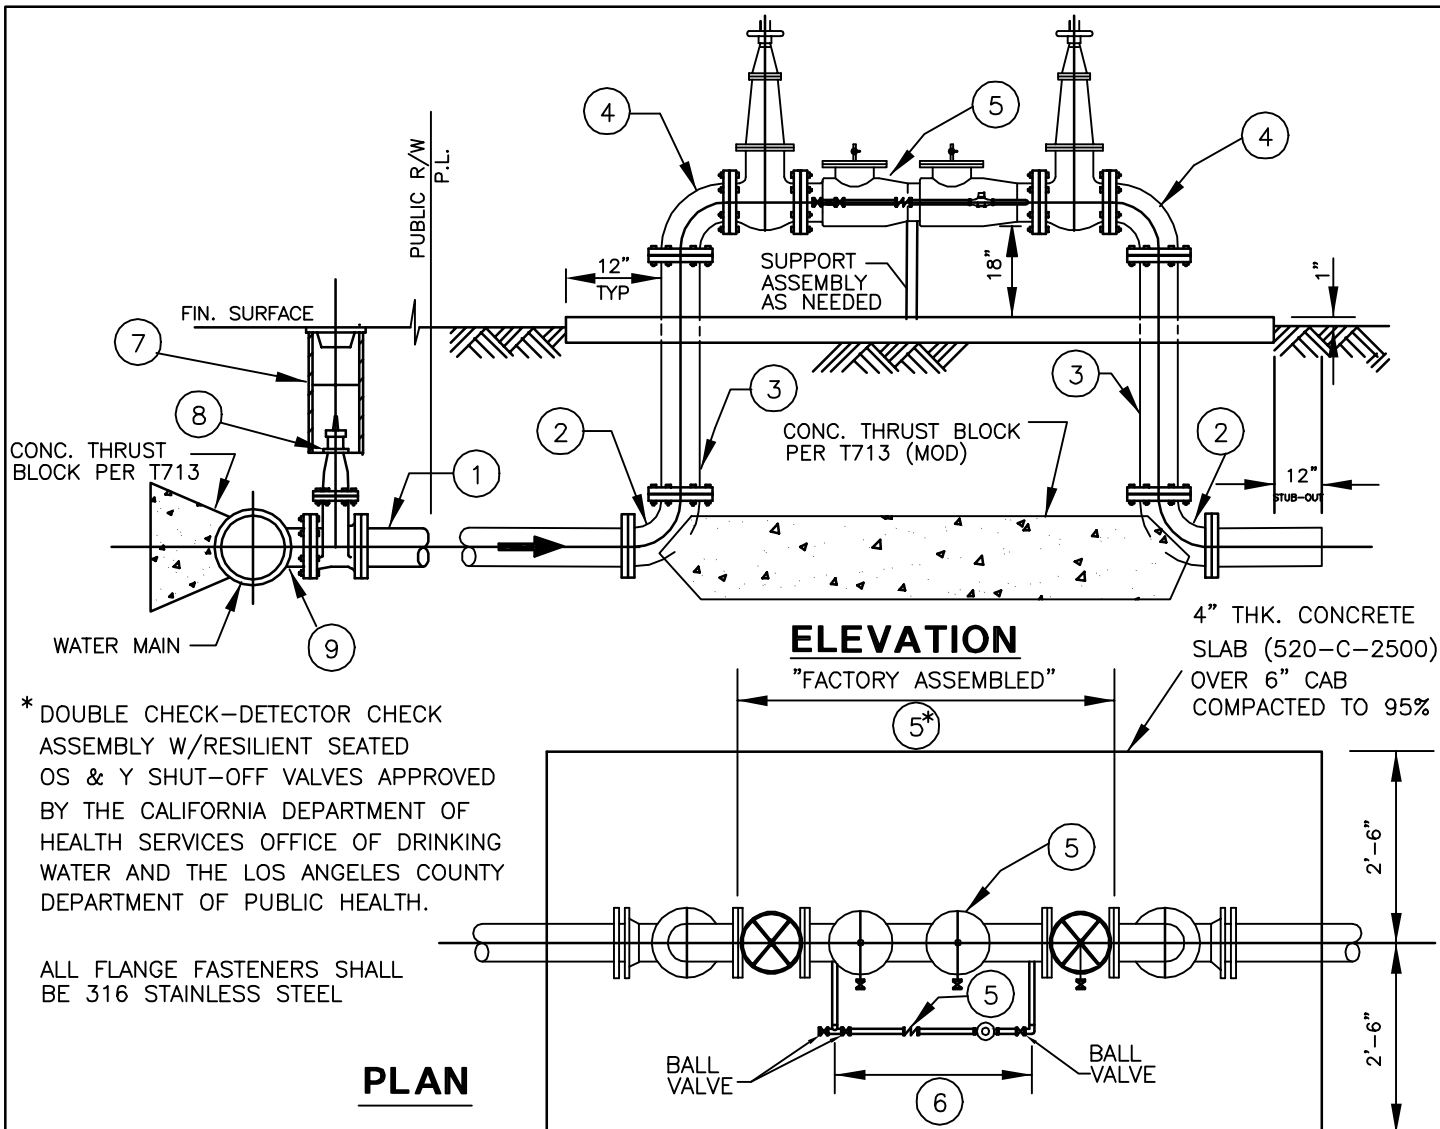 4
5
4
PUBLIC R/W
P.L.
12"
TYP
SUPPORT
ASSEMBLY
AS NEEDED
18"
1"
FIN. SURFACE
7
8
3
3
2
2
CONC. THRUST
BLOCK PER T713
CONC. THRUST BLOCK
PER T713 (MOD)
1
12"
STUB-OUT
WATER MAIN
9
ELEVATION
"FACTORY ASSEMBLED"
5*
4" THK. CONCRETE
SLAB (520-C-2500)
OVER 6" CAB
COMPACTED TO 95%
* DOUBLE CHECK-DETECTOR CHECK
ASSEMBLY W/RESILIENT SEATED
OS & Y SHUT-OFF VALVES APPROVED
BY THE CALIFORNIA DEPARTMENT OF
HEALTH SERVICES OFFICE OF DRINKING
WATER AND THE LOS ANGELES COUNTY
DEPARTMENT OF PUBLIC HEALTH.
ALL FLANGE FASTENERS SHALL
BE 316 STAINLESS STEEL
5
2'-6"
5
2'-6"
BALL
VALVE
BALL
VALVE
6
PLAN